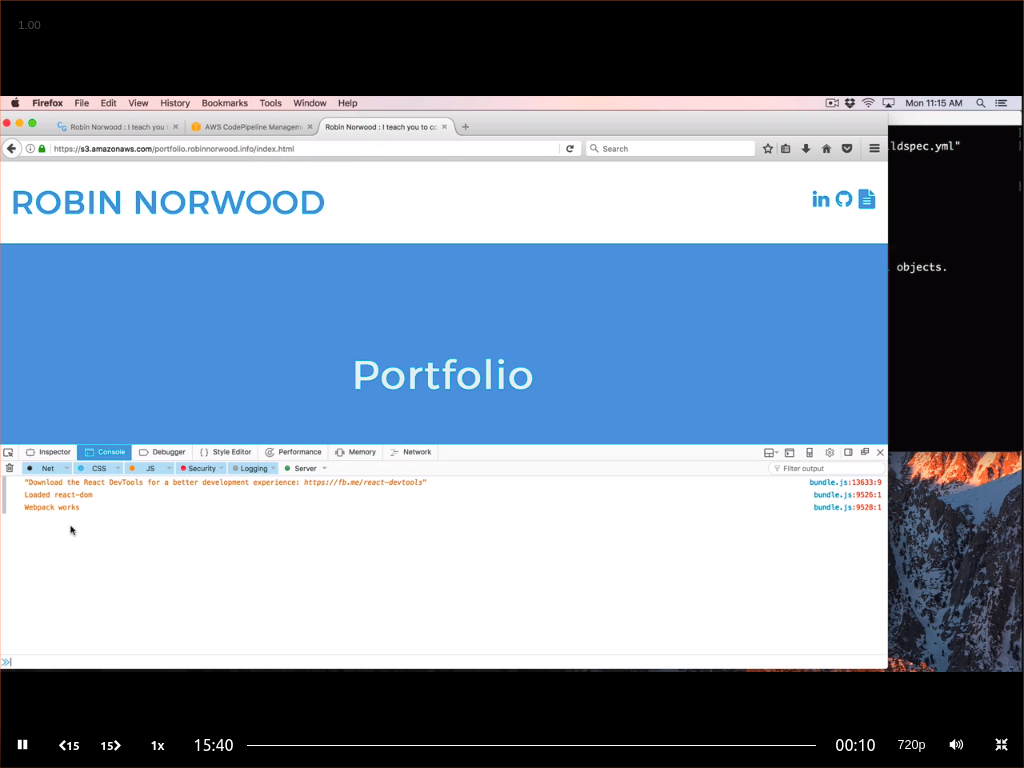 1.00
Firefox File Edit View History Bookmarks Tools Window Help Mon 11:15 AM
Robin Norwood : I teach you AWS CodePipeline Managem Robin Norwood : I teach you to co
https://s3.amazonaws.com/portfolio.robinnorwood.info/index.html Search
ldspec.yml"
ROBIN NORWOOD
objects.
Portfolio
Inspector Console Debugger Style Editor Performance Memory Network
Net CSS JS Security Logging Server Filter output
"Download the React DevTools for a better development experience: https://fb.me/react-devtools" bundle.js:13633:9
Loaded react-dom bundle.js:9526:1
Webpack works bundle.js:9528:1
15 15 1x 15:40 00:10 720p